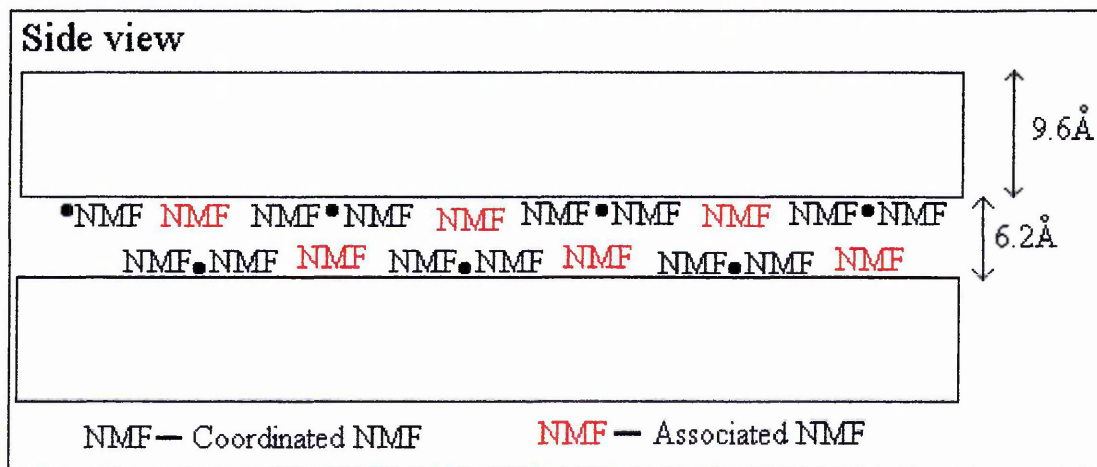 Side view
9.6Å
•NMF NMF NMF•NMF NMF NMF•NMF NMF NMF•NMF
6.2Å
NMF•NMF NMF NMF•NMF NMF NMF•NMF NMF
NMF — Coordinated NMF NMF — Associated NMF